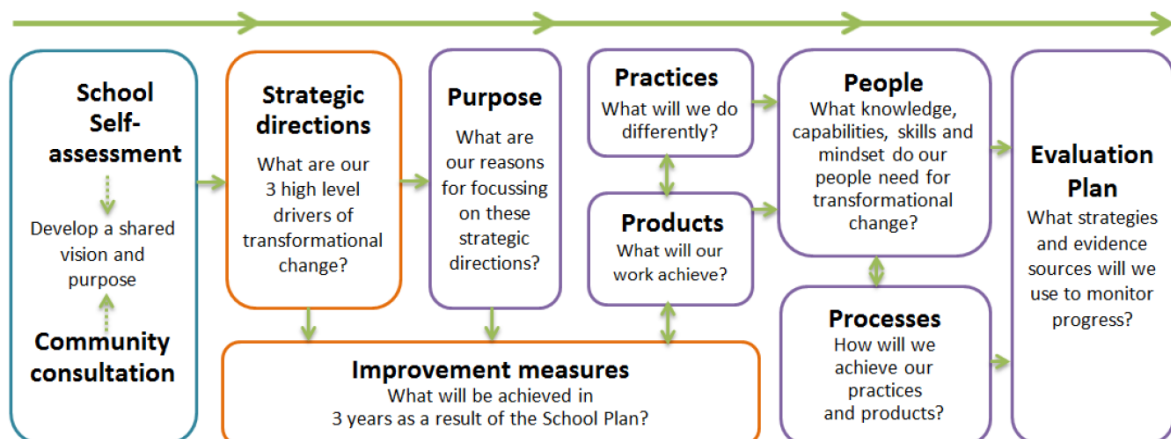 School
Self-
assessment
Develop a shared
vision and
purpose
Community
consultation
Strategic
directions
What are our
3 high level
drivers of
transformational
change?
Purpose
What are
our reasons
for focussing
on these
strategic
directions?
Improvement measures
What will be achieved in
3 years as a result of the School Plan?
Practices
What will we do
differently?
Products
What will our
work achieve?
People
What knowledge,
capabilities, skills and
mindset do our
people need for
transformational
change?
Processes
How will we
achieve our
practices
and products?
Evaluation
Plan
What strategies
and evidence
sources will we
use to monitor
progress?